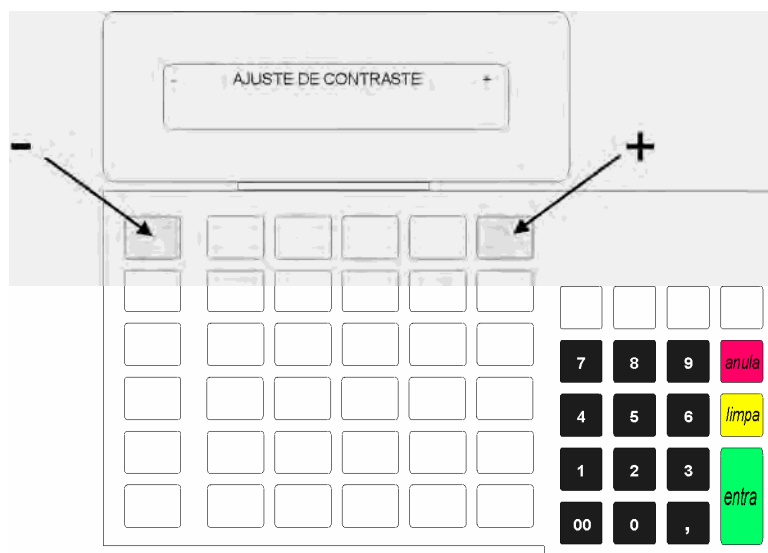 - AJUSTE DE CONTRASTE +
- +
7 8 9 anula
4 5 6 limpa
1 2 3 entra
00 0 ,